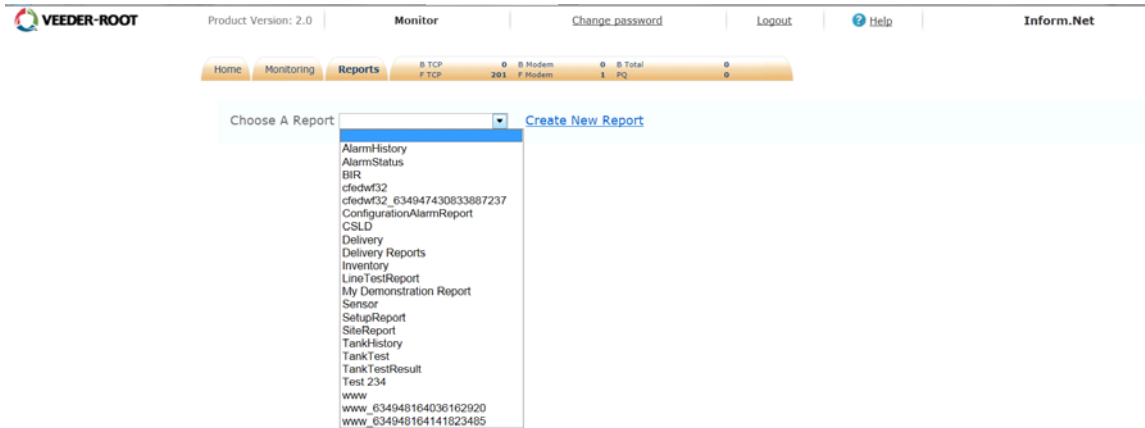 VEEDER-ROOT Product Version: 2.0 Monitor Change password Logout Help Inform.Net
Home Monitoring Reports B TCP 0 B Modem 0 B Total 0
F TCP 201 F Modem 1 PQ 0
Choose A Report Create New Report
AlarmHistory
AlarmStatus
BIR
cfedwf32
cfedwf32_634947430833887237
ConfigurationAlarmReport
CSLD
Delivery
Delivery Reports
Inventory
LineTestReport
My Demonstration Report
Sensor
SetupReport
SiteReport
TankHistory
TankTest
TankTestResult
Test 234
www
www_634948164036162920
www_634948164141823485